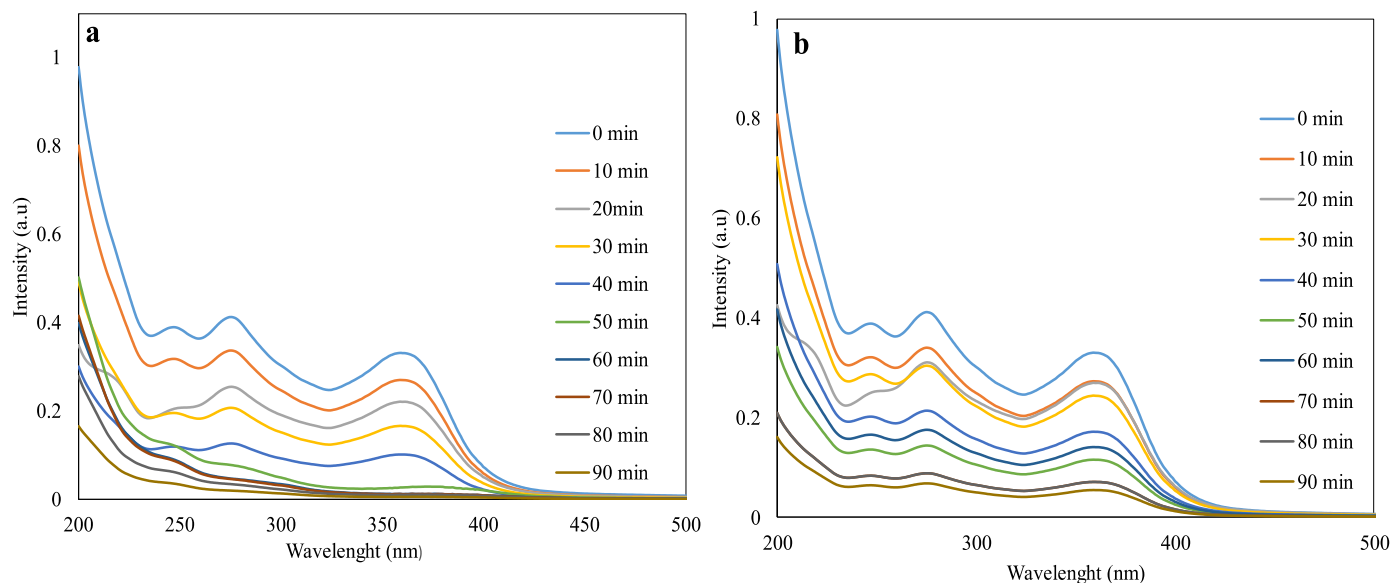 a
Intensity (a.u)
1
0.8
0.6
0.4
0.2
0
200
250
300
350
400
450
500
Wavelenght (nm)
0 min
10 min
20min
30 min
40 min
50 min
60 min
70 min
80 min
90 min
b
Intensity (a.u)
1
0.8
0.6
0.4
0.2
0
200
300
400
500
Wavelenght (nm)
0 min
10 min
20 min
30 min
40 min
50 min
60 min
70 min
80 min
90 min